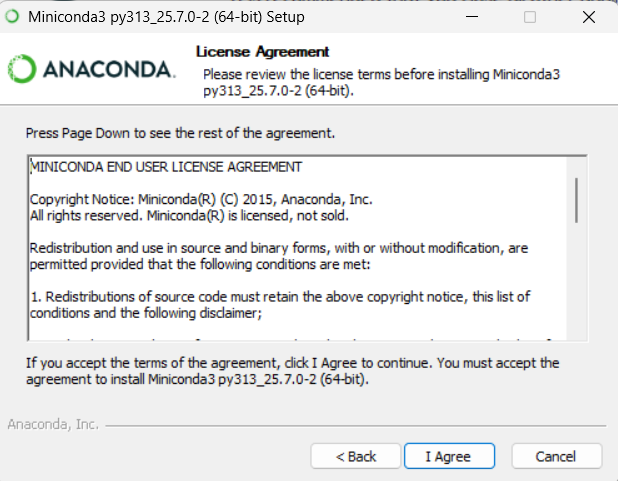 Miniconda3 py313_25.7.0-2 (64-bit) Setup
License Agreement
ANACONDA.
Please review the license terms before installing Miniconda3
py313_25.7.0-2 (64-bit).
Press Page Down to see the rest of the agreement.
MINICONDA END USER LICENSE AGREEMENT
Copyright Notice: Miniconda(R) (C) 2015, Anaconda, Inc.
All rights reserved. Miniconda(R) is licensed, not sold.
Redistribution and use in source and binary forms, with or without modification, are
permitted provided that the following conditions are met:
1. Redistributions of source code must retain the above copyright notice, this list of
conditions and the following disclaimer;
If you accept the terms of the agreement, click I Agree to continue. You must accept the
agreement to install Miniconda3 py313_25.7.0-2 (64-bit).
Anaconda, Inc.
< Back
I Agree
Cancel